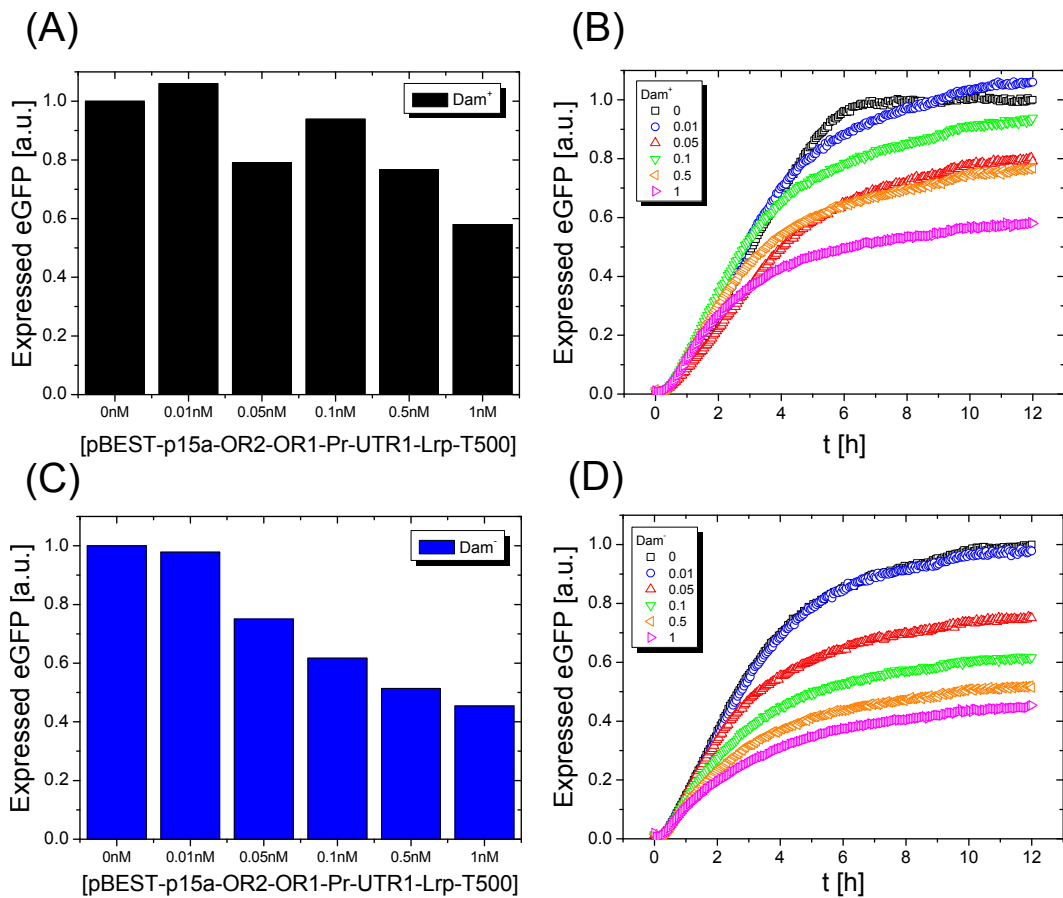 (A)
Expressed eGFP [a.u.]
1.0
0.8
0.6
0.4
0.2
0.0
Dam+
0nM 0.01nM 0.05nM 0.1nM 0.5nM 1nM
[pBEST-p15a-OR2-OR1-Pr-UTR1-Lrp-T500]
(B)
Expressed eGFP [a.u.]
1.0
0.8
0.6
0.4
0.2
0.0
Dam+
0
0.01
0.05
0.1
0.5
1
0 2 4 6 8 10 12
t [h]
(C)
Expressed eGFP [a.u.]
1.0
0.8
0.6
0.4
0.2
0.0
Dam-
0nM 0.01nM 0.05nM 0.1nM 0.5nM 1nM
[pBEST-p15a-OR2-OR1-Pr-UTR1-Lrp-T500]
(D)
Expressed eGFP [a.u.]
1.0
0.8
0.6
0.4
0.2
0.0
Dam-
0
0.01
0.05
0.1
0.5
1
0 2 4 6 8 10 12
t [h]